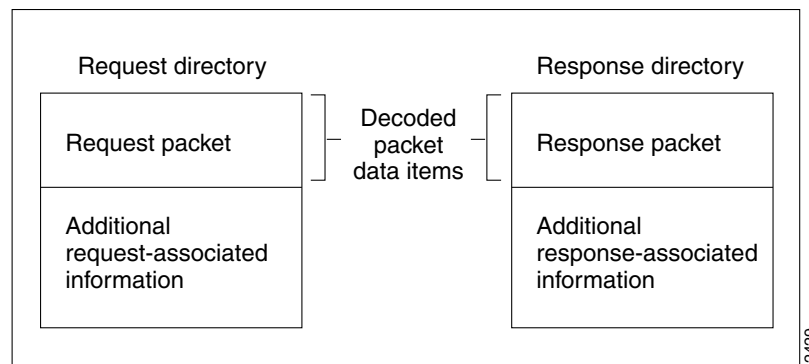 Request directory
Response directory
Request packet
Decoded
packet
data items
Response packet
Additional
request-associated
information
Additional
response-associated
information